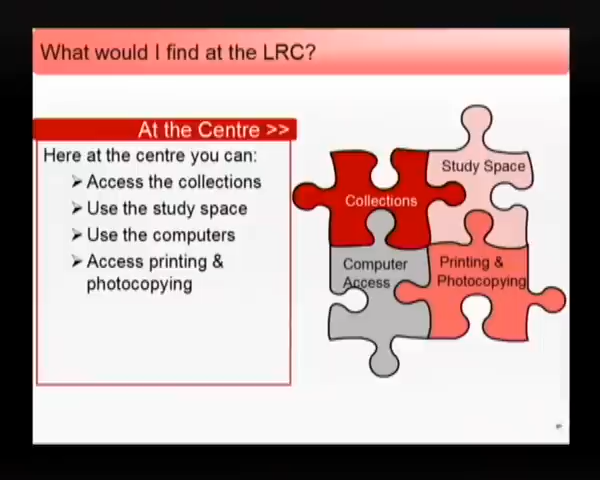 What would I find at the LRC?
At the Centre >>
Here at the centre you can:
Access the collections
Use the study space
Use the computers
Access printing &
photocopying
Study Space
Collections
Computer
Access
Printing &
Photocopying